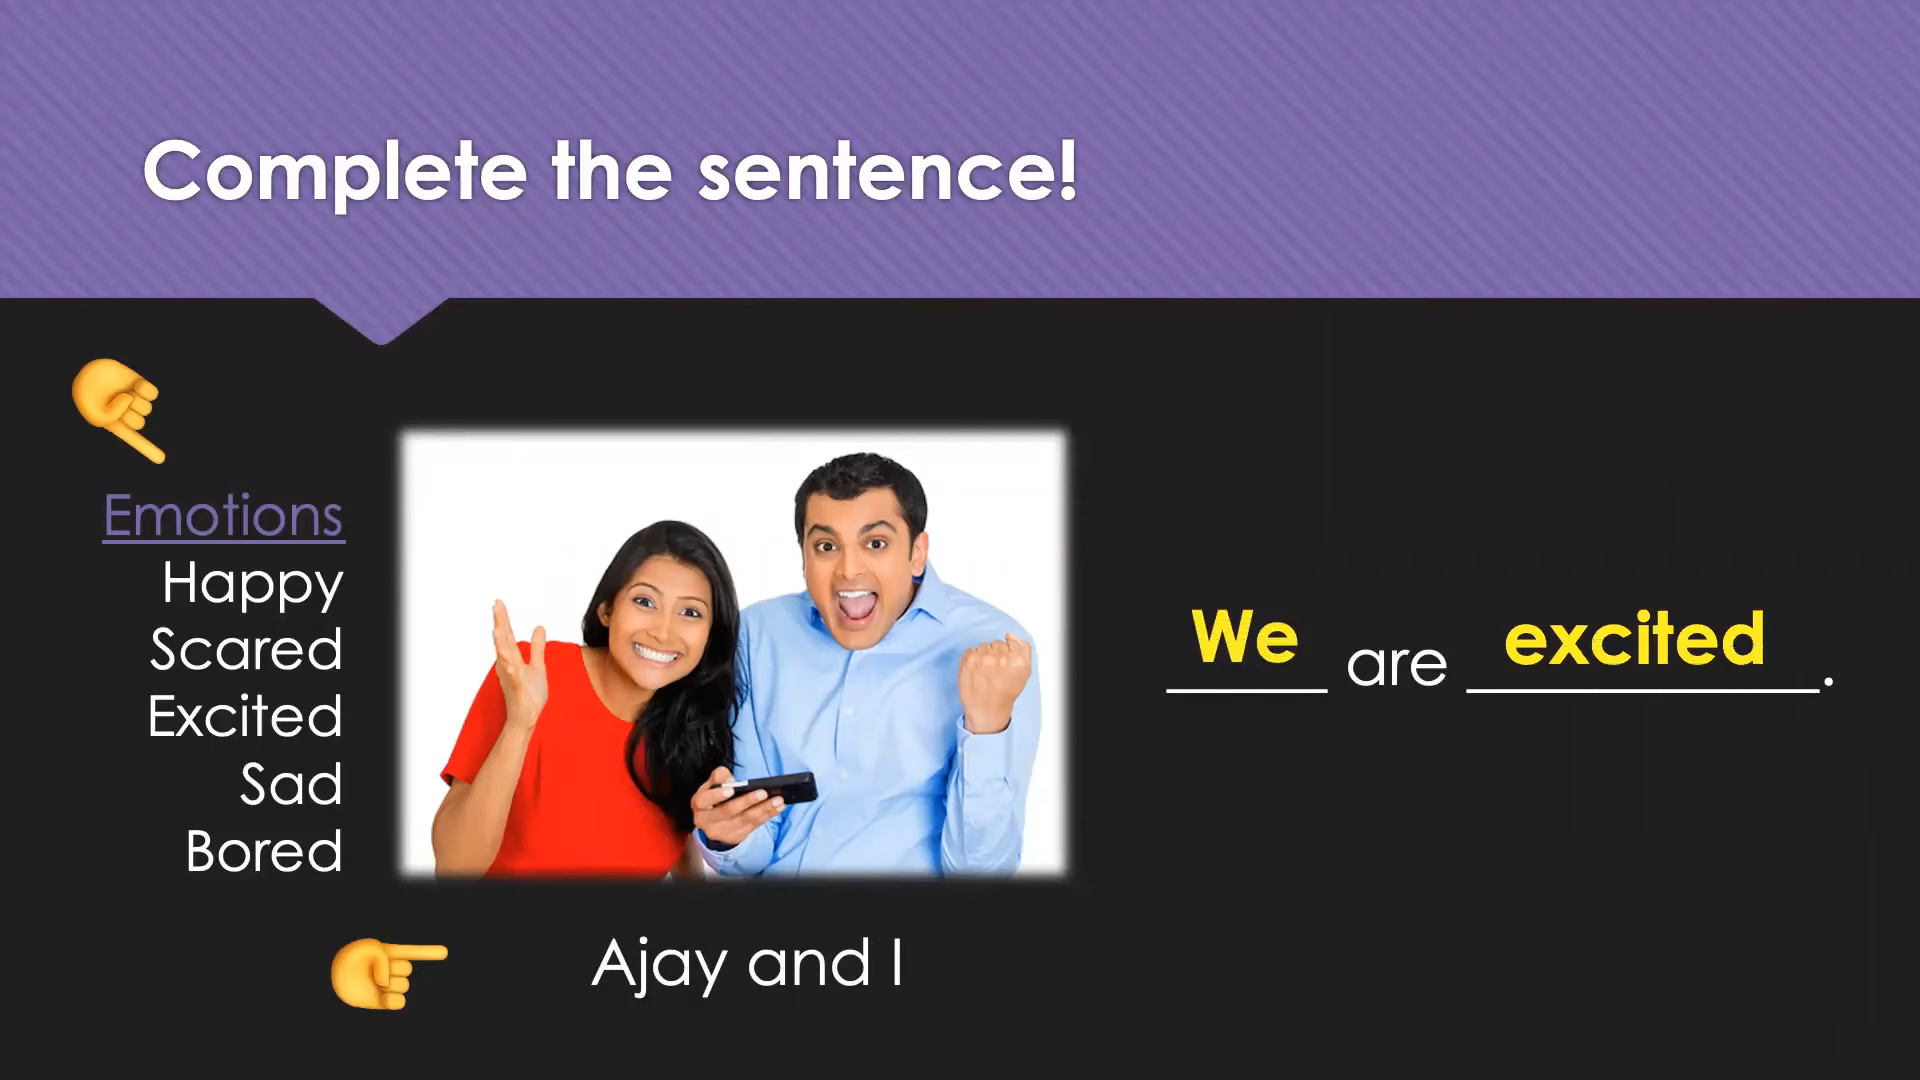 Complete the sentence!
Emotions
Happy
Scared
Excited
Sad
Bored
We are excited.
Ajay and I